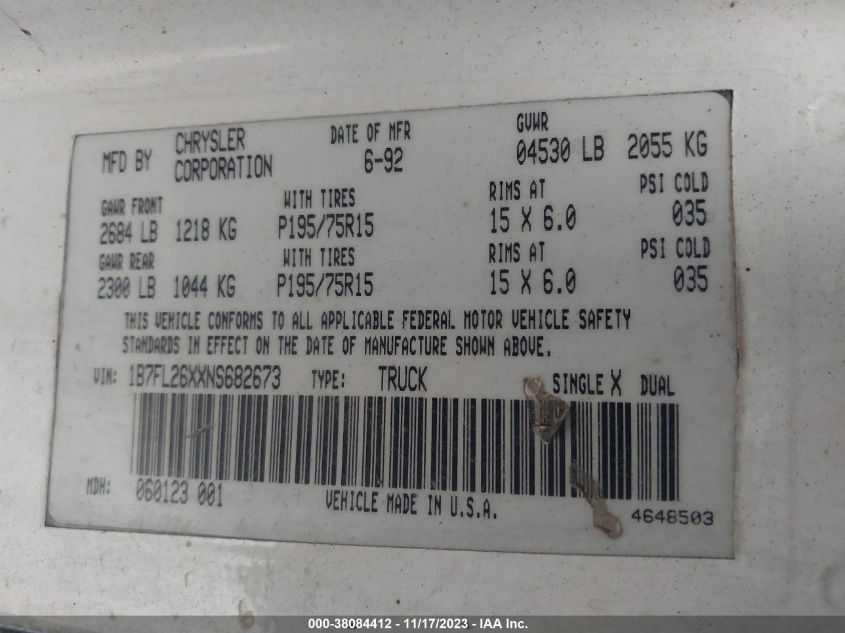 MFD BY CHRYSLER CORPORATION DATE OF MFR 6-92 GVWR 04530 LB 2055 KG
GAWR FRONT WITH TIRES RIMS AT PSI COLD
2684 LB 1218 KG P195/75R15 15 X 6.0 035
GAWR REAR WITH TIRES RIMS AT PSI COLD
2300 LB 1044 KG P195/75R15 15 X 6.0 035
THIS VEHICLE CONFORMS TO ALL APPLICABLE FEDERAL MOTOR VEHICLE SAFETY
STANDARDS IN EFFECT ON THE DATE OF MANUFACTURE SHOWN ABOVE.
VIN: 1B7FL26XXNS682673 TYPE: TRUCK SINGLE X DUAL
MDH: 060123 001 VEHICLE MADE IN U.S.A. 4648503
000-38084412 - 11/17/2023 - IAA Inc.